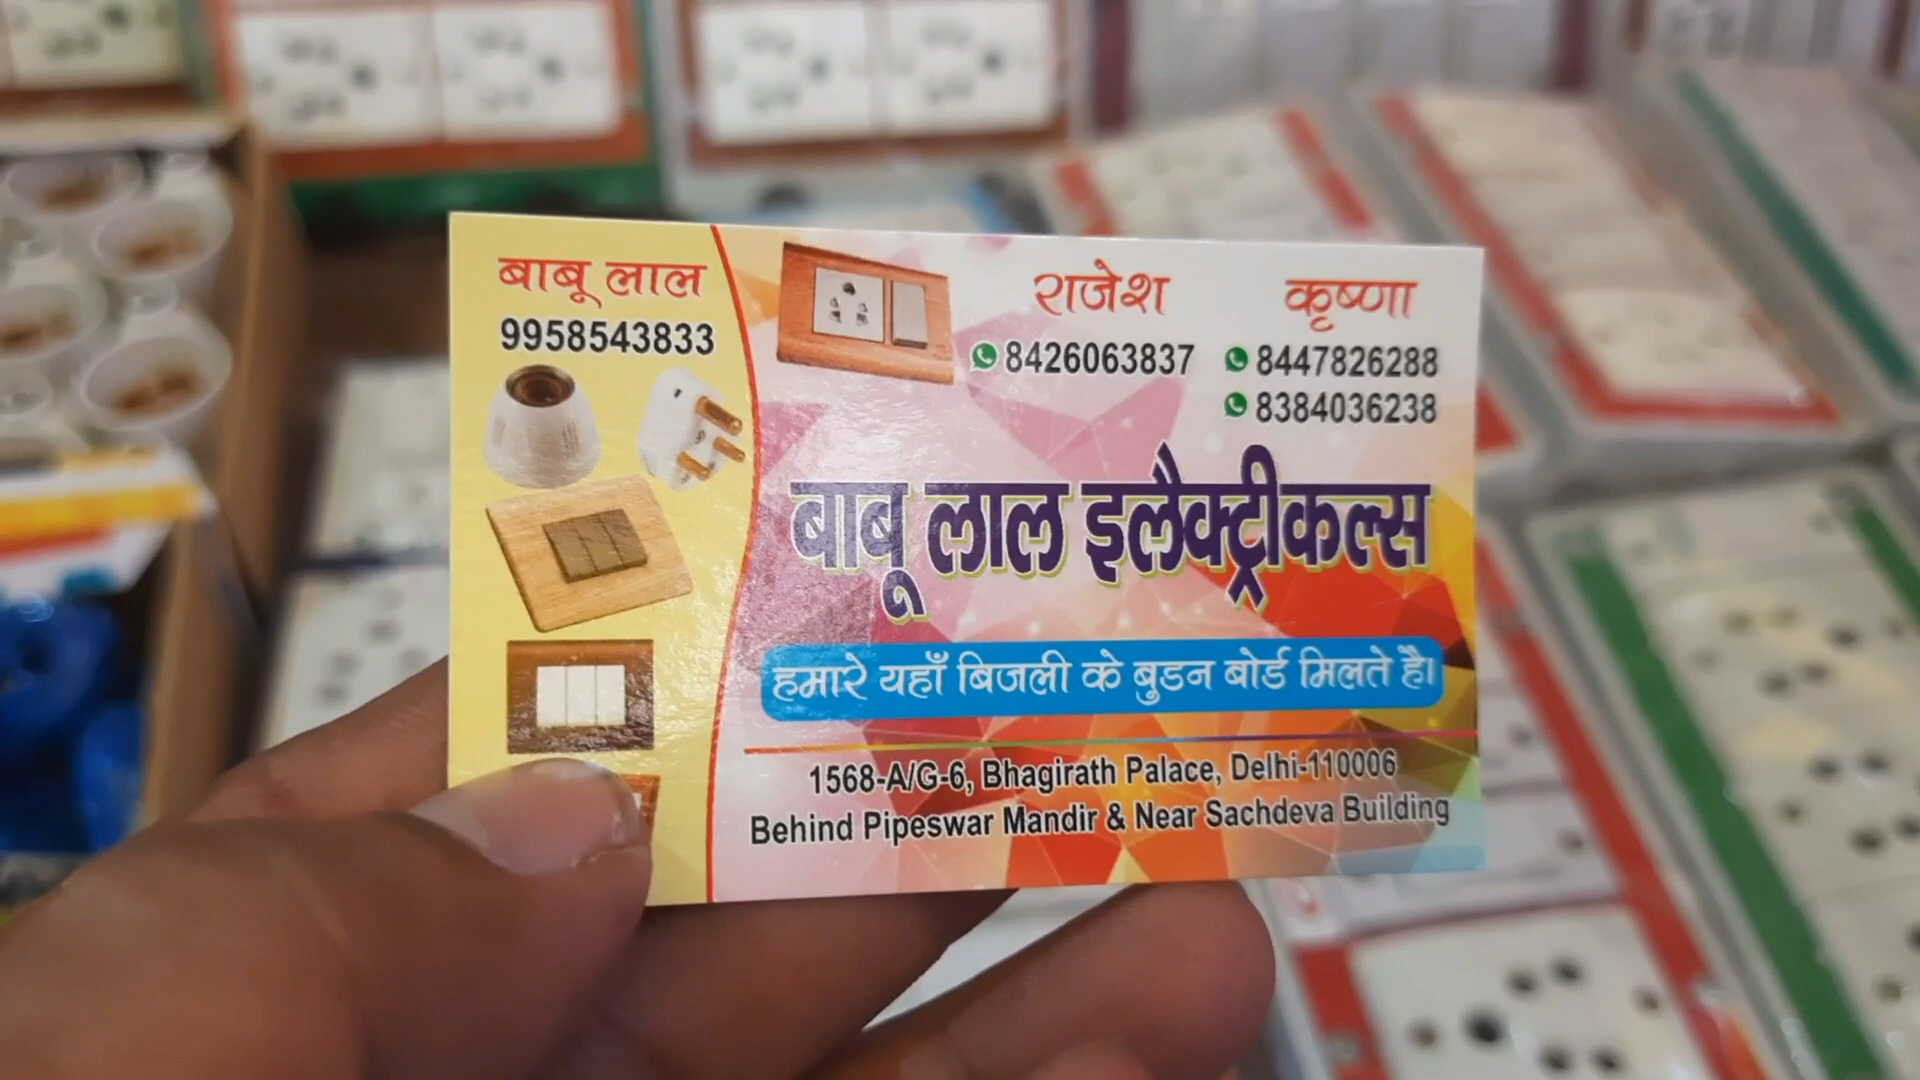 बाबू लाल
9958543833
राजेश
8426063837
कृष्णा
8447826288
8384036238
बाबू लाल इलैक्ट्रीकल्स
हमारे यहाँ बिजली के बुडन बोर्ड मिलते है।
1568-A/G-6, Bhagirath Palace, Delhi-110006
Behind Pipeswar Mandir & Near Sachdeva Building